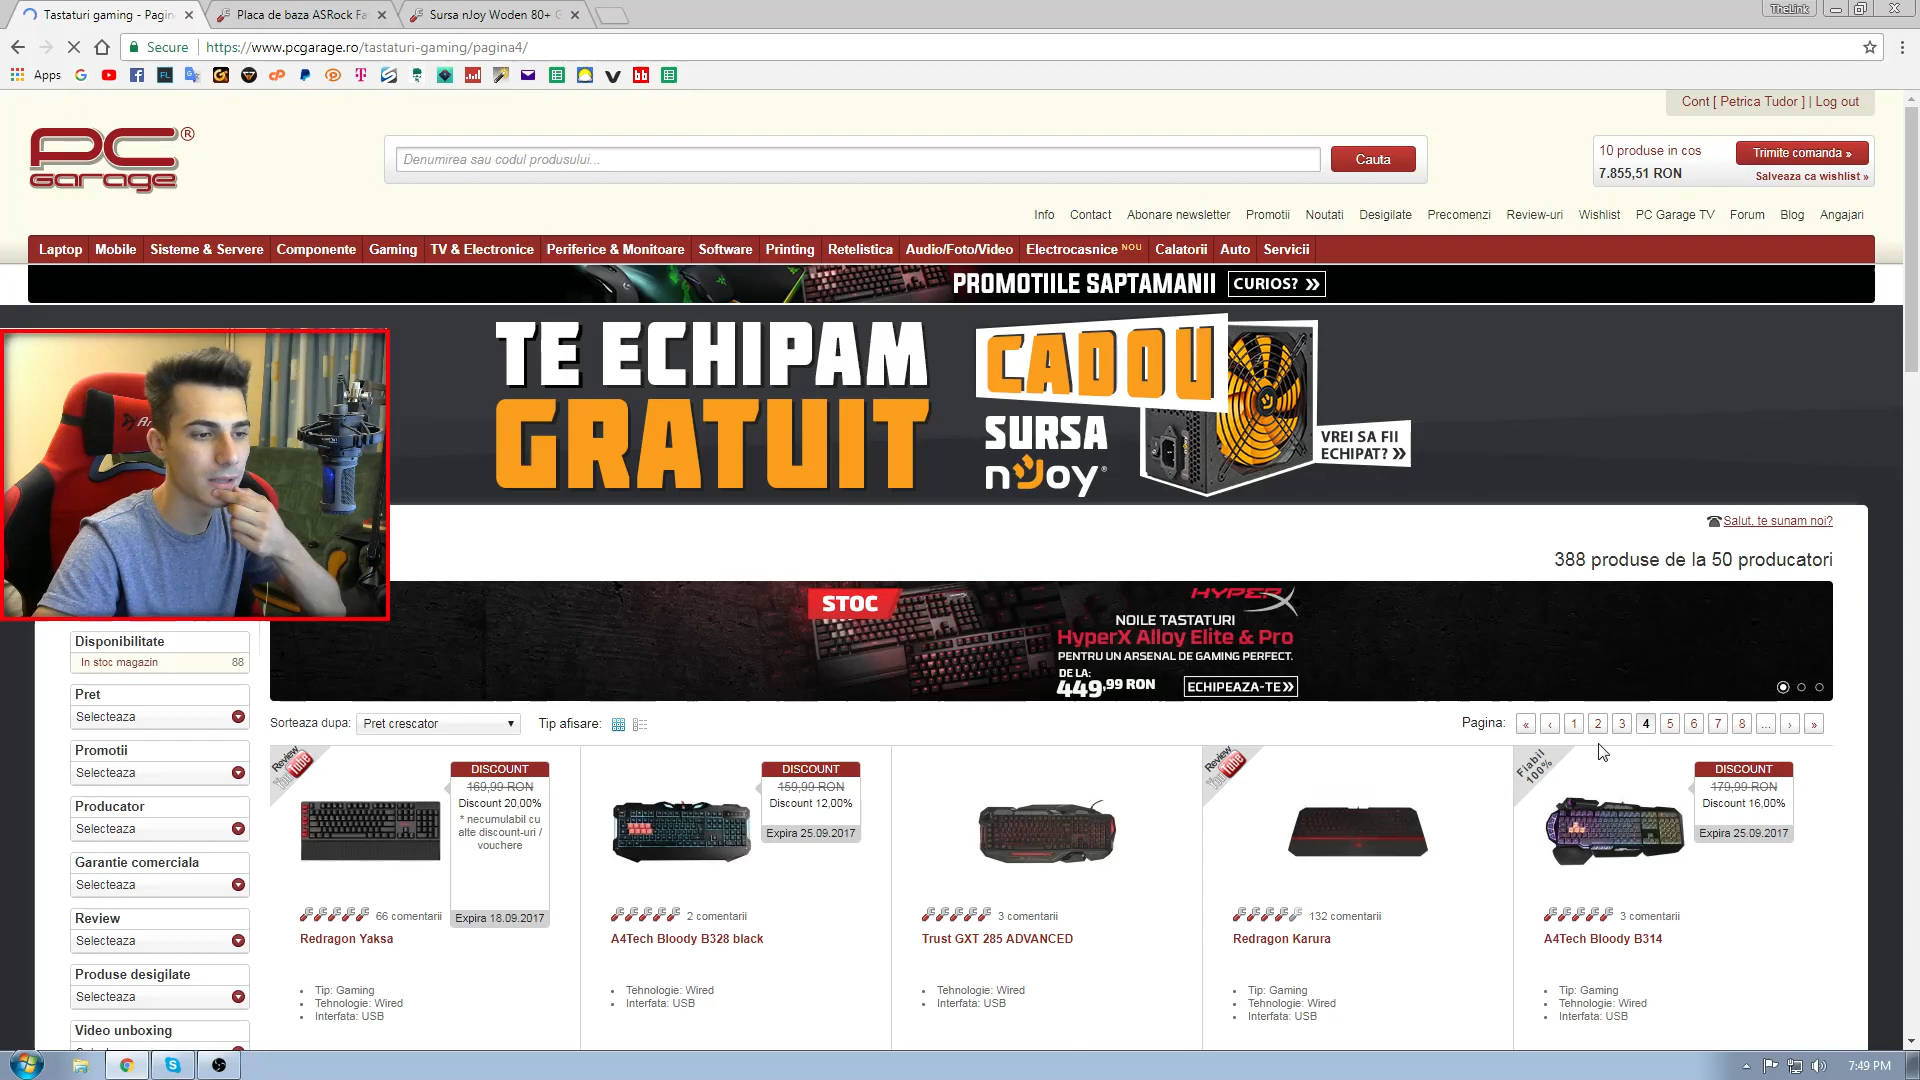 Tastaturi gaming - Pagin
Placa de baza ASRock Fa
Sursa nJoy Woden 80+ G
TheLink
Secure
https://www.pcgarage.ro/tastaturi-gaming/pagina4/
Apps
Cont [ Petrica Tudor ] | Log out
PC
Garage
®
Denumirea sau codul produsului...
Cauta
10 produse in cos
7.855,51 RON
Trimite comanda »
Salveaza ca wishlist »
Info Contact Abonare newsletter Promotii Noutati Desigilate Precomenzi Review-uri Wishlist PC Garage TV Forum Blog Angajari
Laptop Mobile Sisteme & Servere Componente Gaming TV & Electronice Periferice & Monitoare Software Printing Retelistica Audio/Foto/Video Electrocasnice NOU Calatorii Auto Servicii
PROMOTIILE SAPTAMANII CURIOS? »
TE ECHIPAM
GRATUIT
CADOU
SURSA
nJoy®
VREI SA FII
ECHIPAT? »
Salut, te sunam noi?
388 produse de la 50 producatori
STOC
HYPERX
NOILE TASTATURI
HyperX Alloy Elite & Pro
PENTRU UN ARSENAL DE GAMING PERFECT.
DE LA:
449,99 RON
ECHIPEAZA-TE»
Disponibilitate
In stoc magazin 88
Pret
Selecteaza
Promotii
Selecteaza
Producator
Selecteaza
Garantie comerciala
Selecteaza
Review
Selecteaza
Produse desigilate
Selecteaza
Video unboxing
Sorteaza dupa: Pret crescator Tip afisare:
Pagina: « ‹ 1 2 3 4 5 6 7 8 ... › »
Review
YouTube
DISCOUNT
169,99 RON
Discount 20,00%
* necumulabil cu
alte discount-uri /
vouchere
Expira 18.09.2017
66 comentarii
Redragon Yaksa
Tip: Gaming
Tehnologie: Wired
Interfata: USB
DISCOUNT
159,99 RON
Discount 12,00%
Expira 25.09.2017
2 comentarii
A4Tech Bloody B328 black
Tehnologie: Wired
Interfata: USB
3 comentarii
Trust GXT 285 ADVANCED
Tehnologie: Wired
Interfata: USB
Review
YouTube
132 comentarii
Redragon Karura
Tip: Gaming
Tehnologie: Wired
Interfata: USB
Fiabil
100%
DISCOUNT
179,99 RON
Discount 16,00%
Expira 25.09.2017
3 comentarii
A4Tech Bloody B314
Tip: Gaming
Tehnologie: Wired
Interfata: USB
7:49 PM